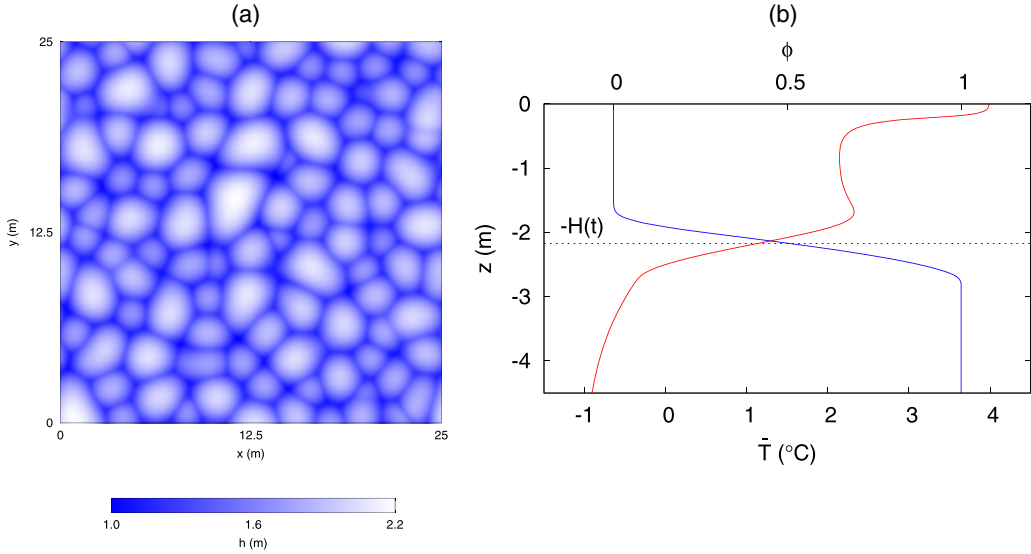 (a)
25
12.5
0
y (m)
0 12.5 25
x (m)
1.0 1.6 2.2
h (m)
(b)
ϕ
0 0.5 1
0
-1
-2
-3
-4
z (m)
-H(t)
-1 0 1 2 3 4
T̄ (°C)